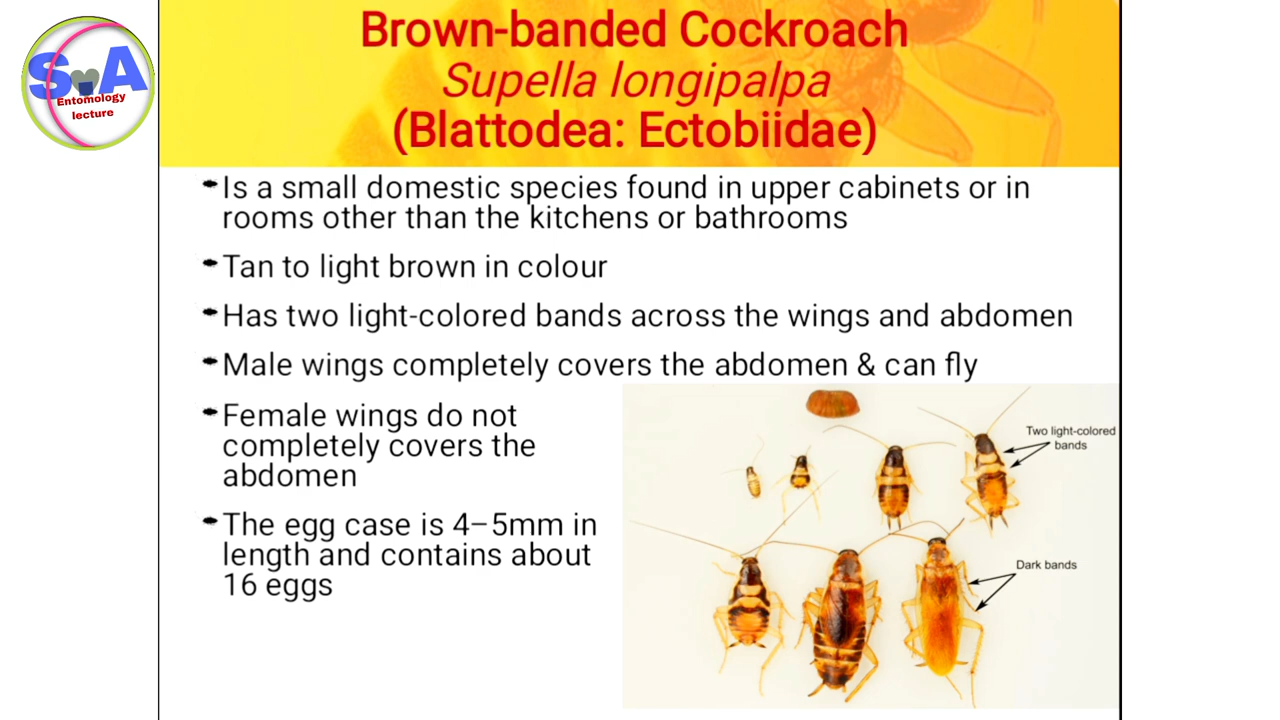 S A
Entomology
lecture
Brown-banded Cockroach
Supella longipalpa
(Blattodea: Ectobiidae)
Is a small domestic species found in upper cabinets or in
rooms other than the kitchens or bathrooms
Tan to light brown in colour
Has two light-colored bands across the wings and abdomen
Male wings completely covers the abdomen & can fly
Female wings do not
completely covers the
abdomen
The egg case is 4–5mm in
length and contains about
16 eggs
Two light-colored
bands
Dark bands